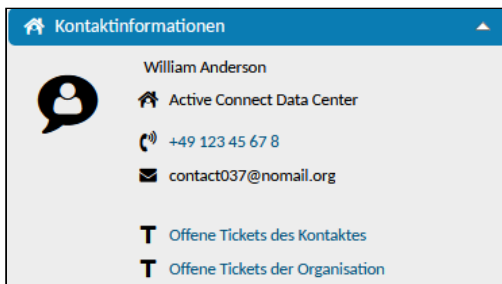 Kontaktinformationen
William Anderson
Active Connect Data Center
+49 123 45 67 8
contact037@nomail.org
T Offene Tickets des Kontaktes
T Offene Tickets der Organisation